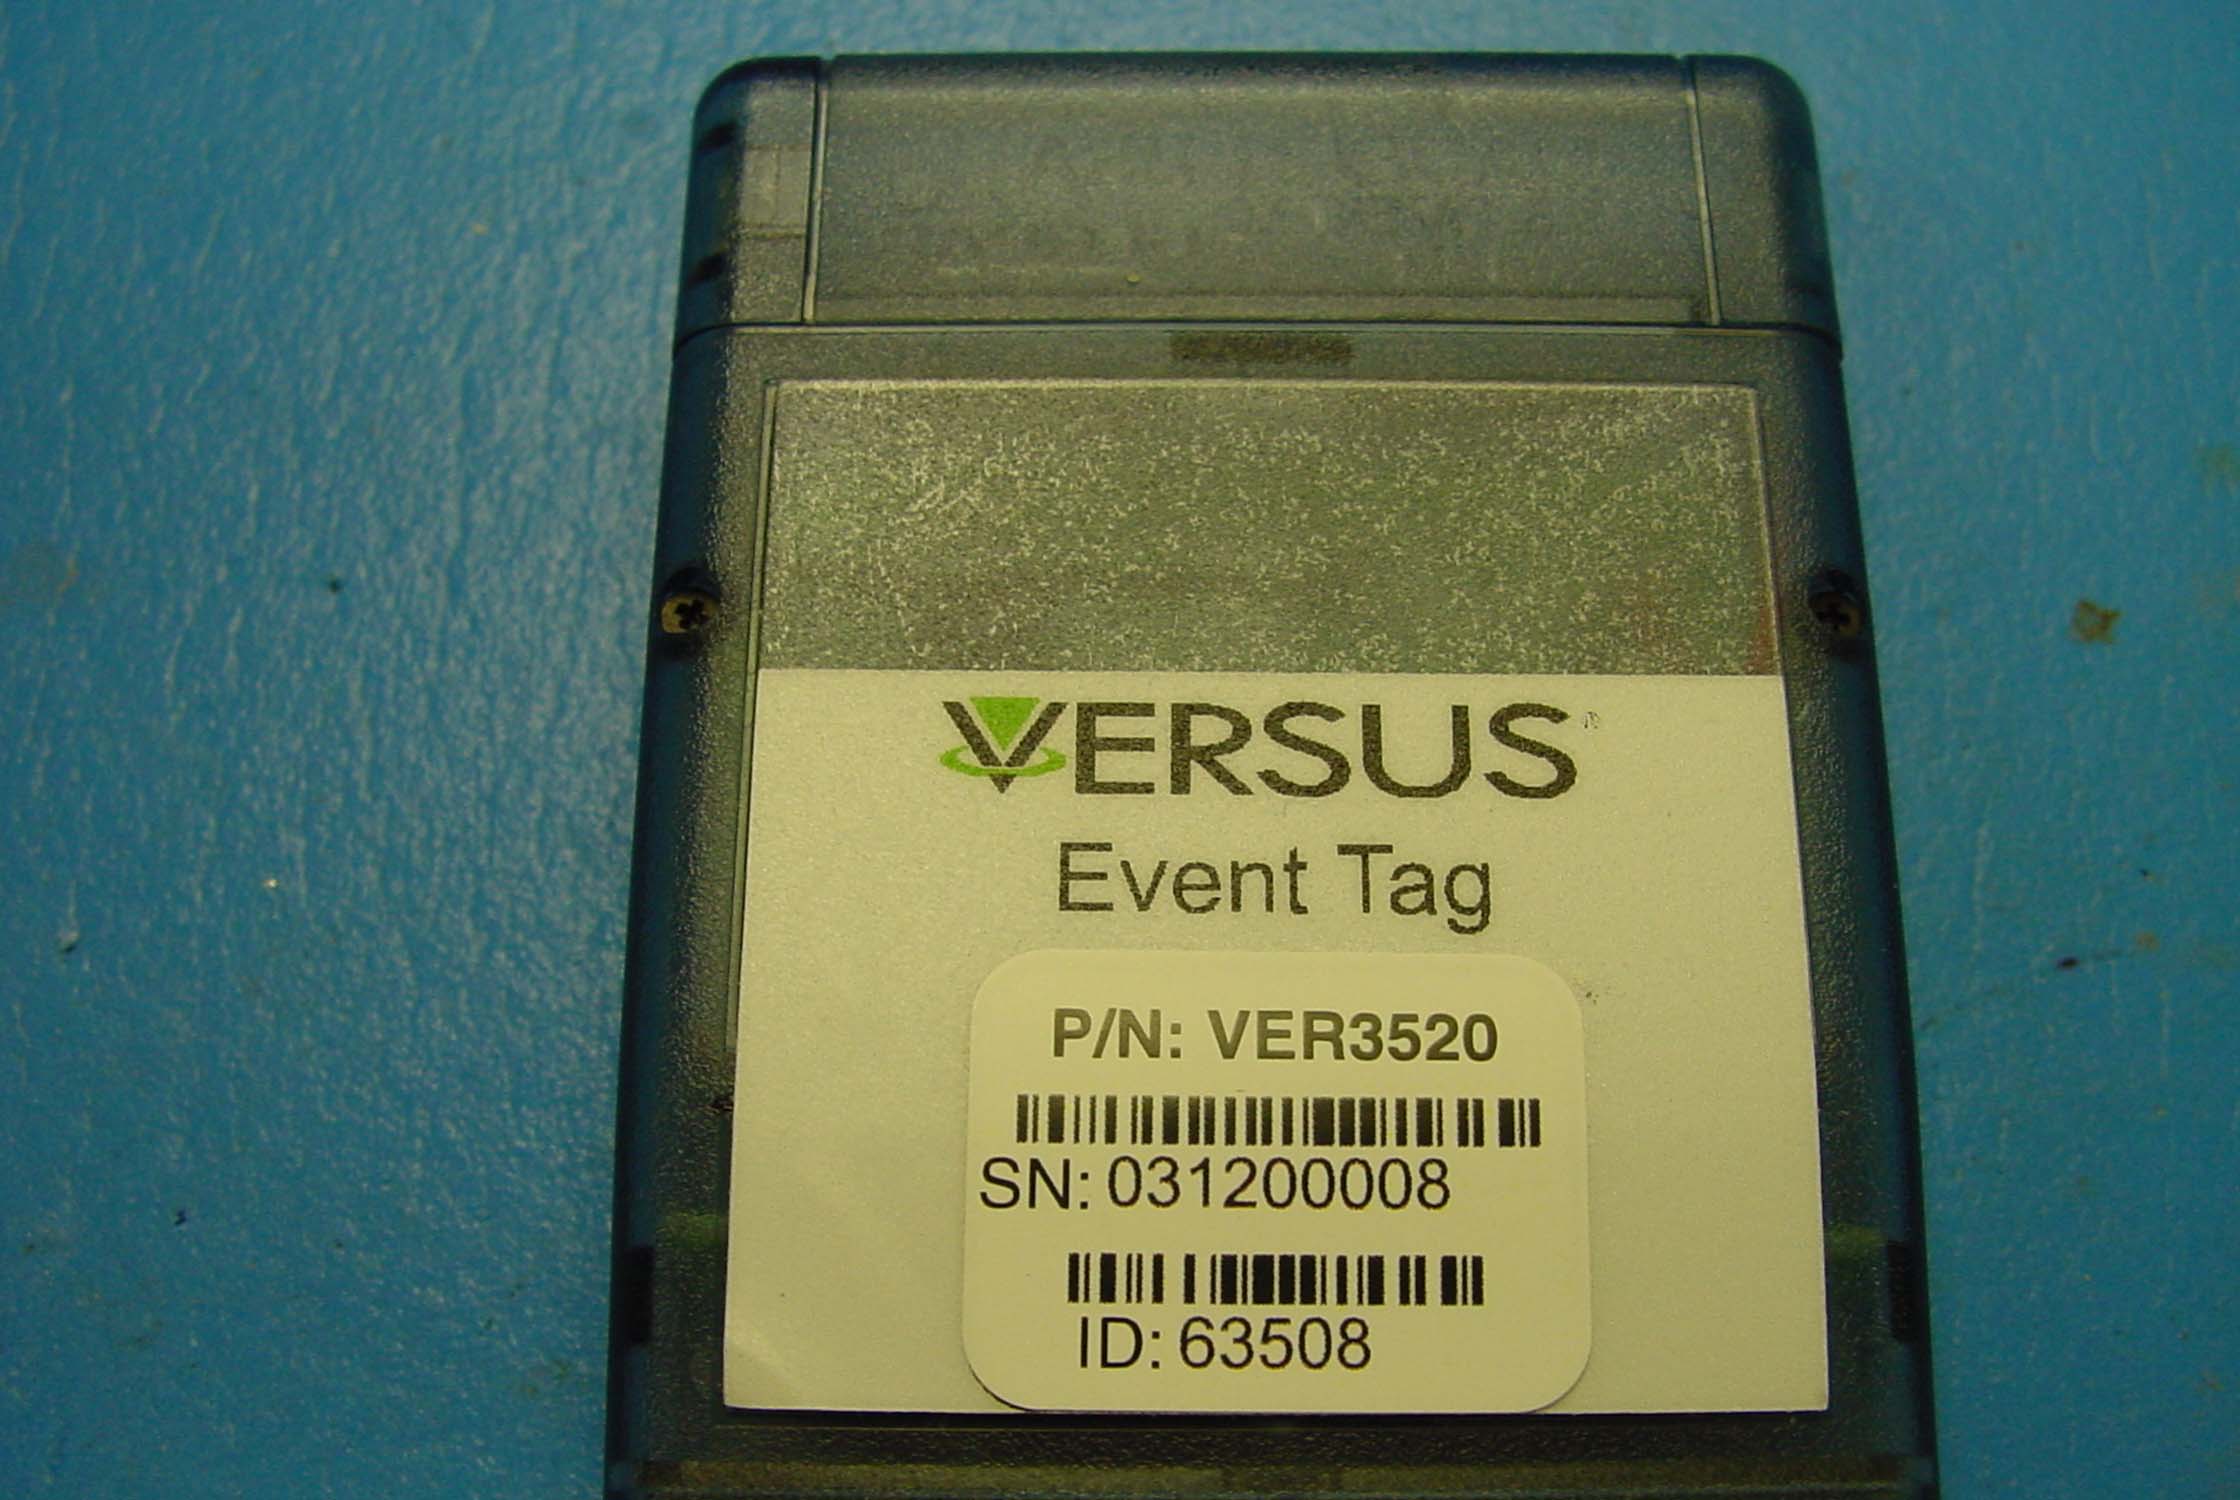 VERSUS®
Event Tag
P/N: VER3520
SN: 031200008
ID: 63508